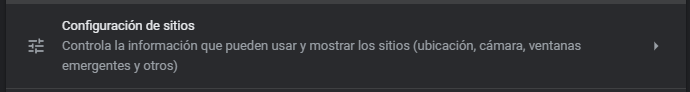 Configuración de sitios
Controla la información que pueden usar y mostrar los sitios (ubicación, cámara, ventanas
emergentes y otros)